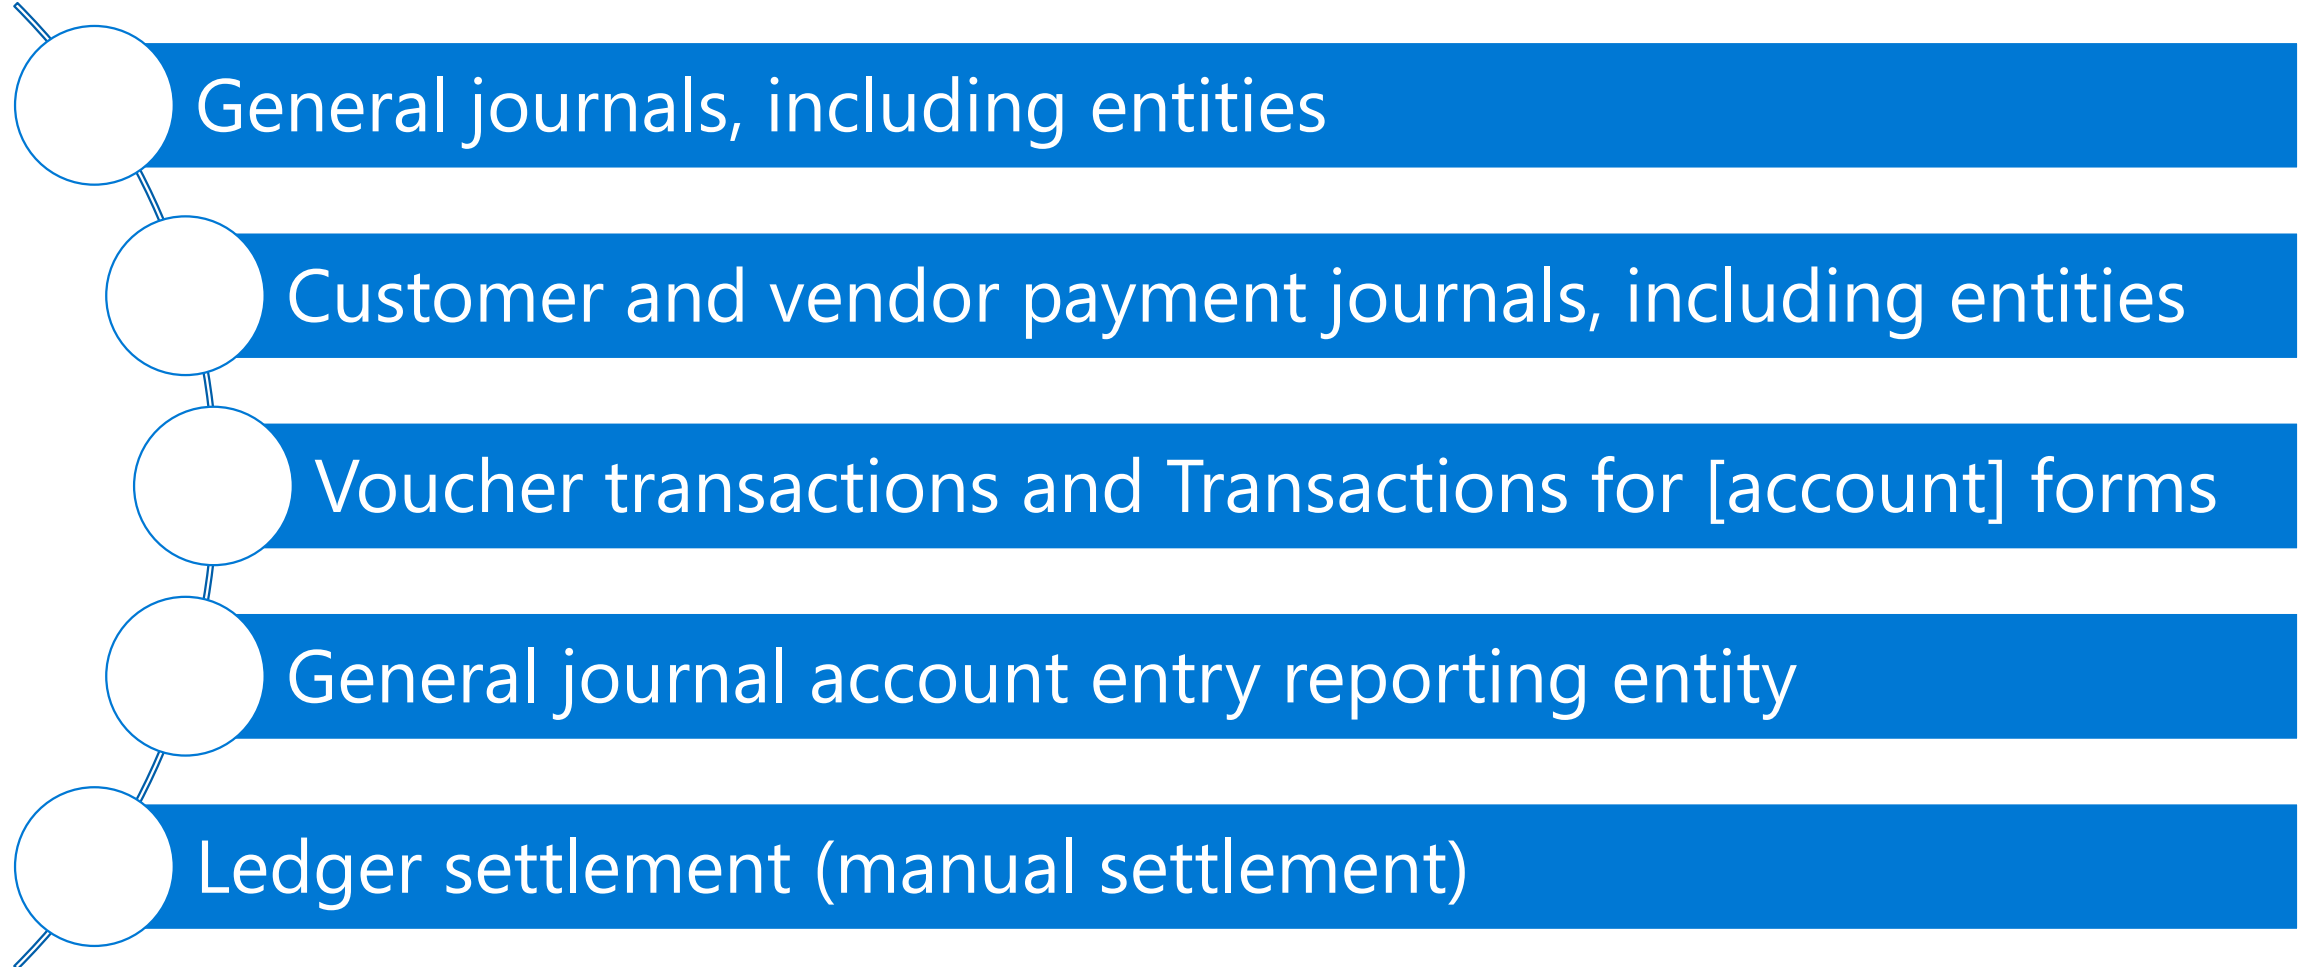 General journals, including entities
Customer and vendor payment journals, including entities
Voucher transactions and Transactions for [account] forms
General journal account entry reporting entity
Ledger settlement (manual settlement)